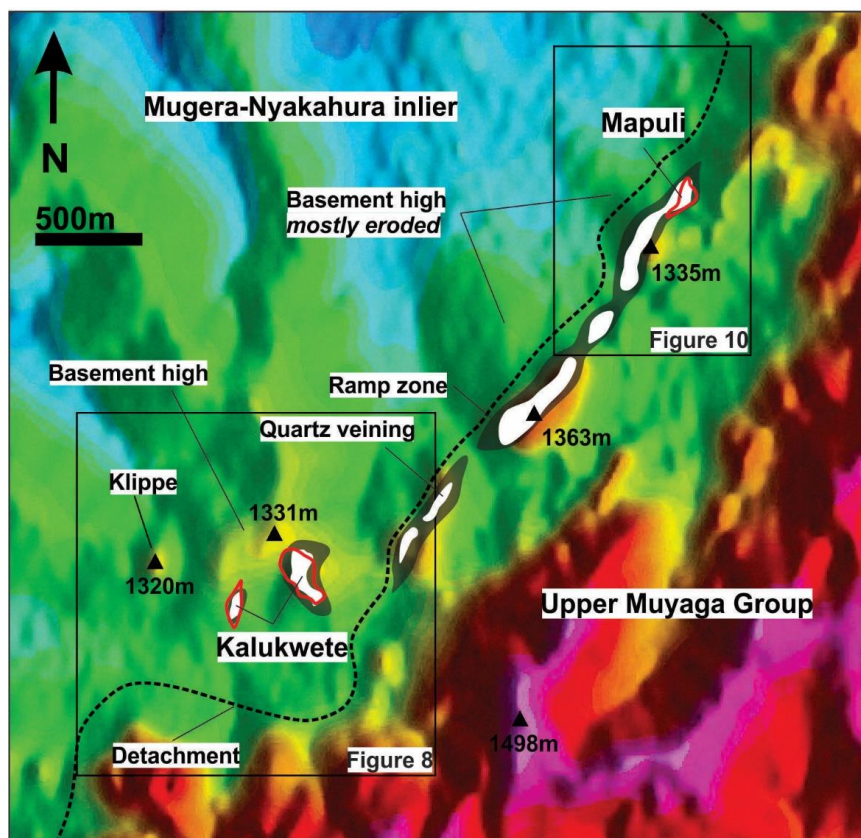 Mugera-Nyakahura inlier
N
500m
Mapuli
Basement high
mostly eroded
1335m
Figure 10
Basement high
Ramp zone
1363m
Quartz veining
Klippe
1331m
1320m
Upper Muyaga Group
Kalukwete
1498m
Detachment
Figure 8